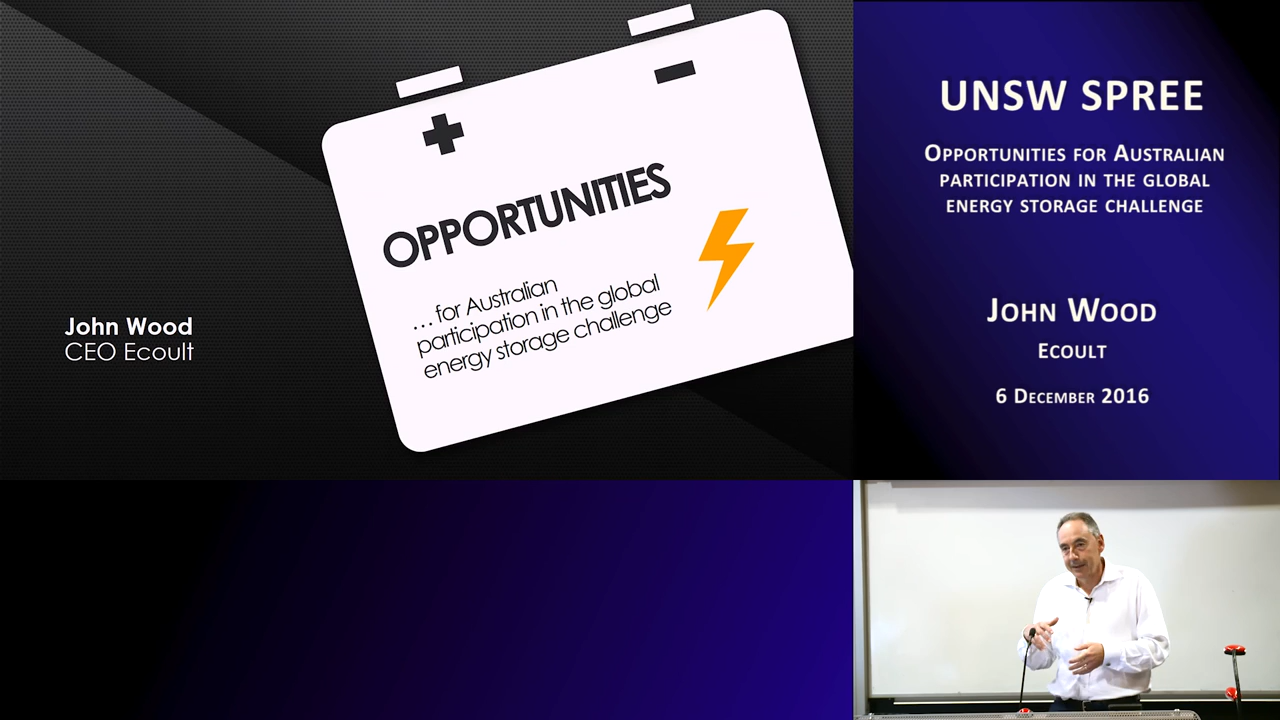 OPPORTUNITIES
... for Australian
participation in the global
energy storage challenge
John Wood
CEO Ecoult
UNSW SPREE
Opportunities for Australian
participation in the global
energy storage challenge
John Wood
Ecoult
6 December 2016